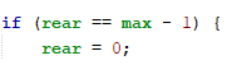 if (rear == max - 1) {
rear = 0;